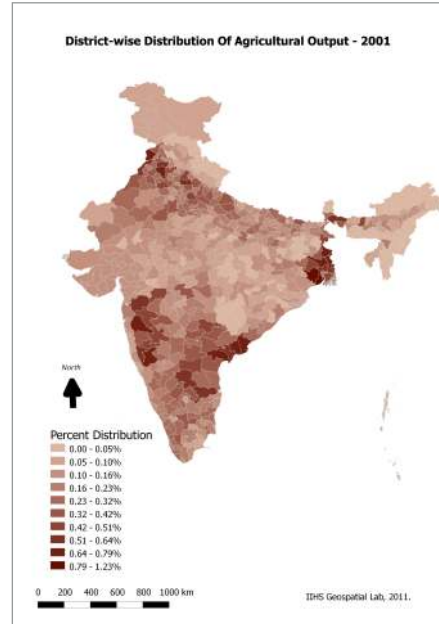 District-wise Distribution Of Agricultural Output - 2001
North
Percent Distribution
0.00 - 0.05%
0.05 - 0.10%
0.10 - 0.16%
0.16 - 0.23%
0.23 - 0.32%
0.32 - 0.42%
0.42 - 0.51%
0.51 - 0.64%
0.64 - 0.79%
0.79 - 1.23%
0 200 400 600 800 1000 km
IIHS Geospatial Lab, 2011.